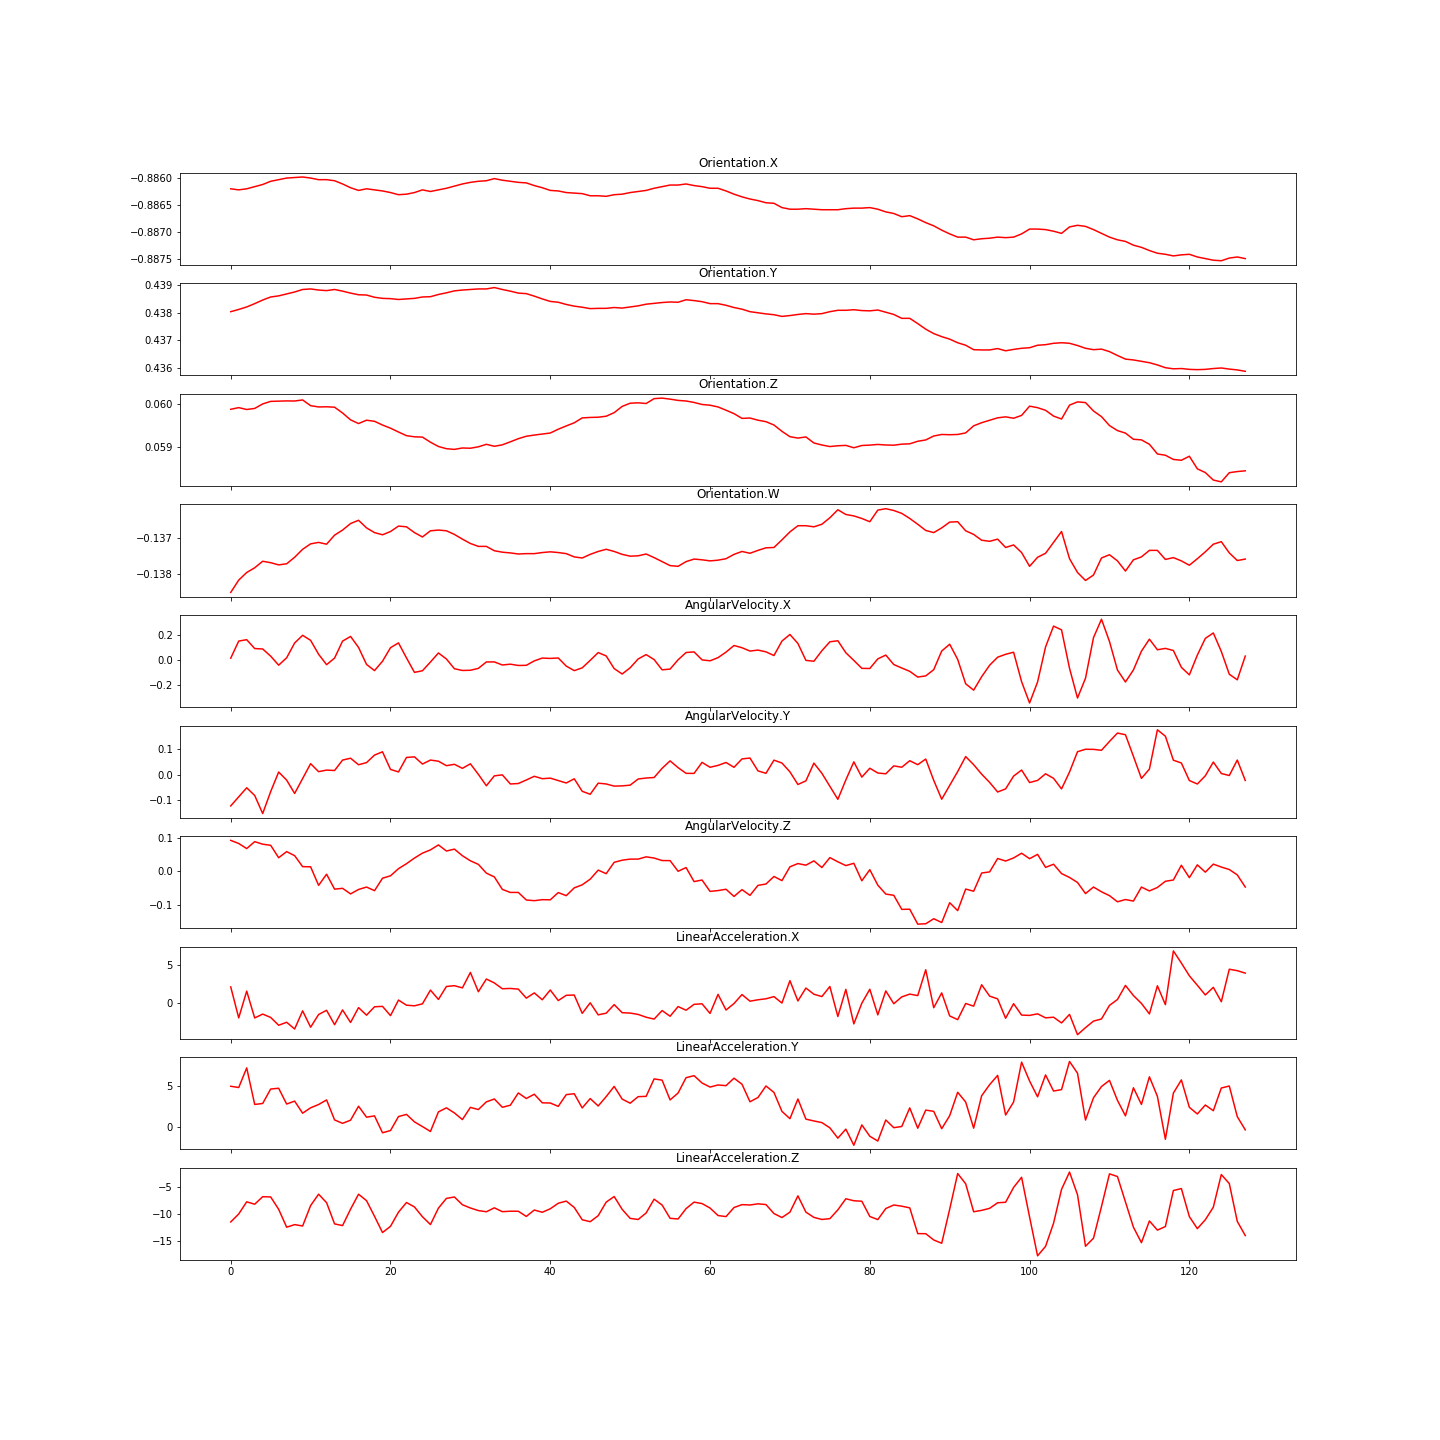 Orientation.X
−0.8860
−0.8865
−0.8870
−0.8875
Orientation.Y
0.439
0.438
0.437
0.436
Orientation.Z
0.060
0.059
Orientation.W
−0.137
−0.138
AngularVelocity.X
0.2
0.0
−0.2
AngularVelocity.Y
0.1
0.0
−0.1
AngularVelocity.Z
0.1
0.0
−0.1
LinearAcceleration.X
5
0
LinearAcceleration.Y
5
0
LinearAcceleration.Z
−5
−10
−15
0 20 40 60 80 100 120